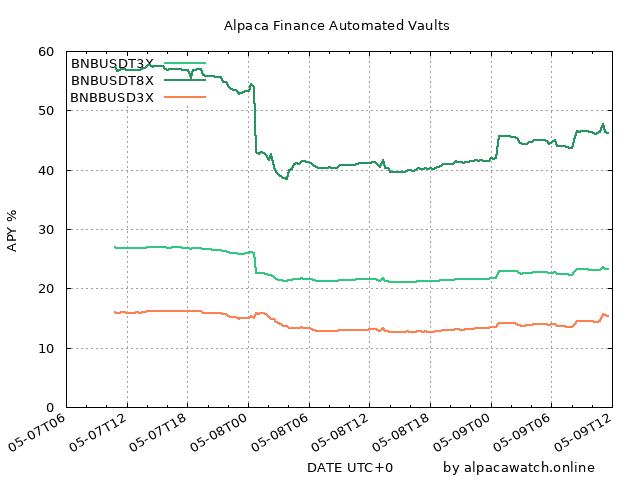 Alpaca Finance Automated Vaults
BNBUSDT3X
BNBUSDT8X
BNBBUSD3X
60
50
40
30
20
10
0
APY %
05-07T06
05-07T12
05-07T18
05-08T00
05-08T06
05-08T12
05-08T18
05-09T00
05-09T06
05-09T12
DATE UTC+0
by alpacawatch.online